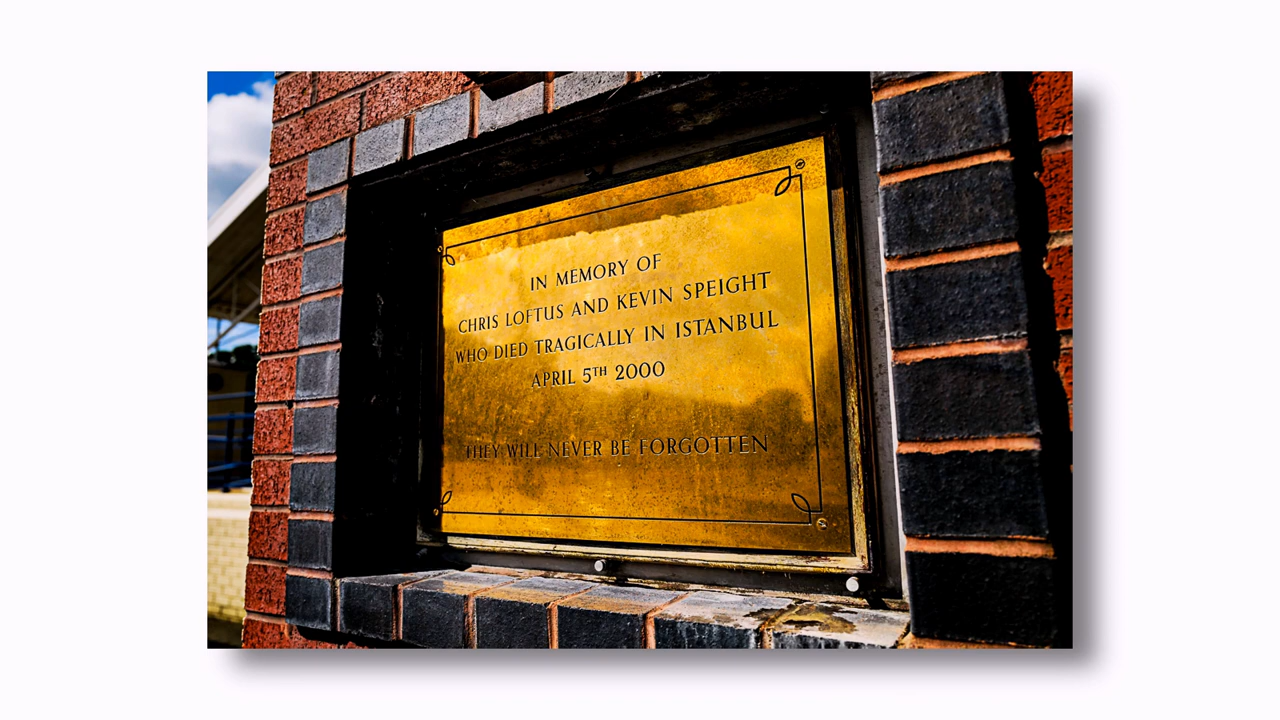 IN MEMORY OF
CHRIS LOFTUS AND KEVIN SPEIGHT
WHO DIED TRAGICALLY IN ISTANBUL
APRIL 5TH 2000
THEY WILL NEVER BE FORGOTTEN